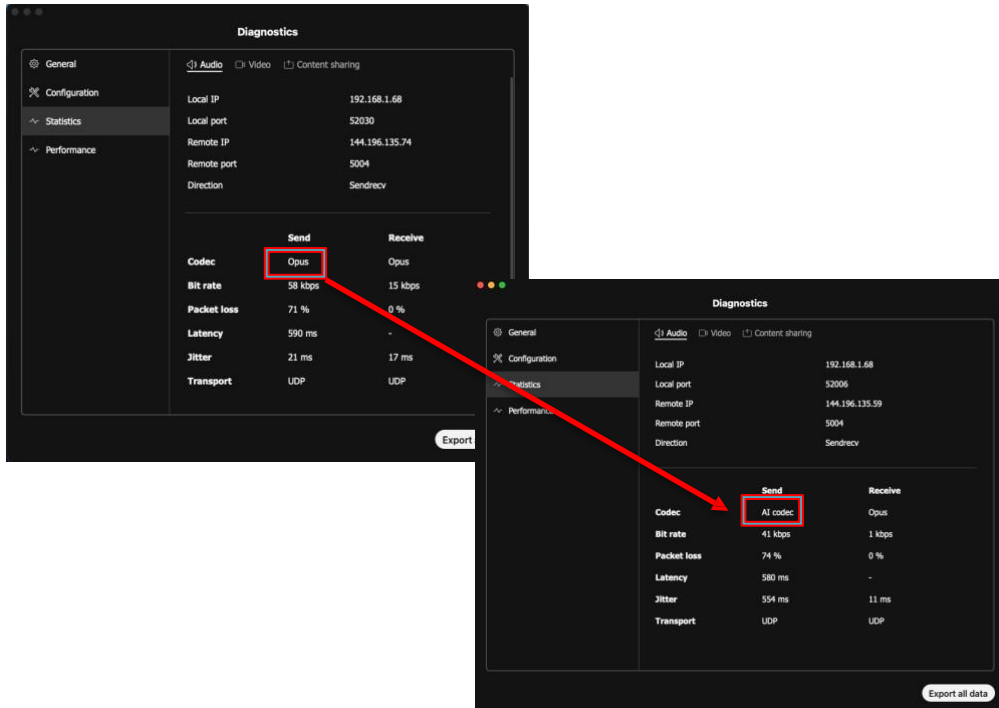 Diagnostics
General
Configuration
Statistics
Performance
Audio Video Content sharing
Local IP 192.168.1.68
Local port 52030
Remote IP 144.196.135.74
Remote port 5004
Direction Sendrecv
Send Receive
Codec Opus Opus
Bit rate 58 kbps 15 kbps
Packet loss 71 % 0 %
Latency 590 ms -
Jitter 21 ms 17 ms
Transport UDP UDP
Export
Diagnostics
General
Configuration
Statistics
Performance
Audio Video Content sharing
Local IP 192.168.1.68
Local port 52006
Remote IP 144.196.135.59
Remote port 5004
Direction Sendrecv
Send Receive
Codec AI codec Opus
Bit rate 41 kbps 1 kbps
Packet loss 74 % 0 %
Latency 580 ms -
Jitter 554 ms 11 ms
Transport UDP UDP
Export all data